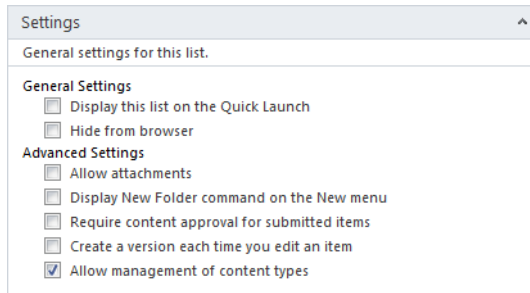 Settings
General settings for this list.
General Settings
Display this list on the Quick Launch
Hide from browser
Advanced Settings
Allow attachments
Display New Folder command on the New menu
Require content approval for submitted items
Create a version each time you edit an item
Allow management of content types